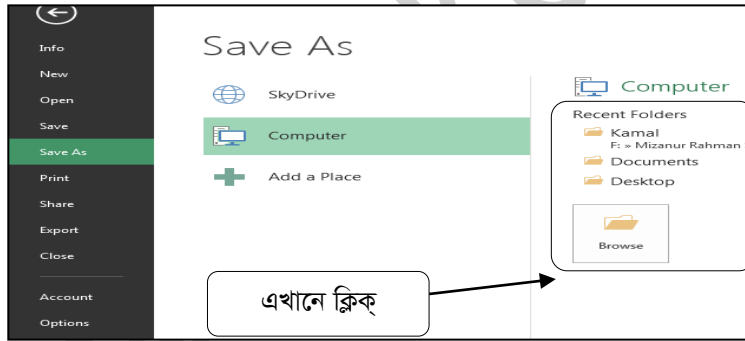 Info
New
Open
Save
Save As
Print
Share
Export
Close
Account
Options
Save As
SkyDrive
Computer
Add a Place
Computer
Recent Folders
Kamal
F: » Mizanur Rahman
Documents
Desktop
Browse
এখানে ক্লিক্